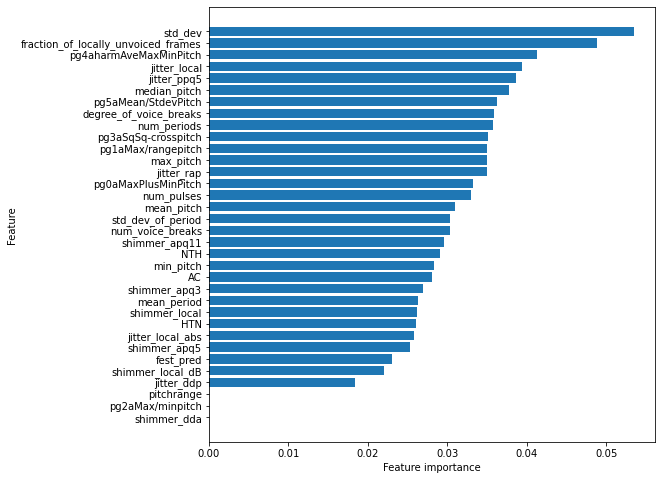 std_dev
fraction_of_locally_unvoiced_frames
pg4aharmAveMaxMinPitch
jitter_local
jitter_ppq5
median_pitch
pg5aMean/StdevPitch
degree_of_voice_breaks
num_periods
pg3aSqSq-crosspitch
pg1aMax/rangepitch
max_pitch
jitter_rap
pg0aMaxPlusMinPitch
num_pulses
mean_pitch
std_dev_of_period
num_voice_breaks
shimmer_apq11
NTH
min_pitch
AC
shimmer_apq3
mean_period
shimmer_local
HTN
jitter_local_abs
shimmer_apq5
fest_pred
shimmer_local_dB
jitter_ddp
pitchrange
pg2aMax/minpitch
shimmer_dda
Feature
0.00 0.01 0.02 0.03 0.04 0.05
Feature importance